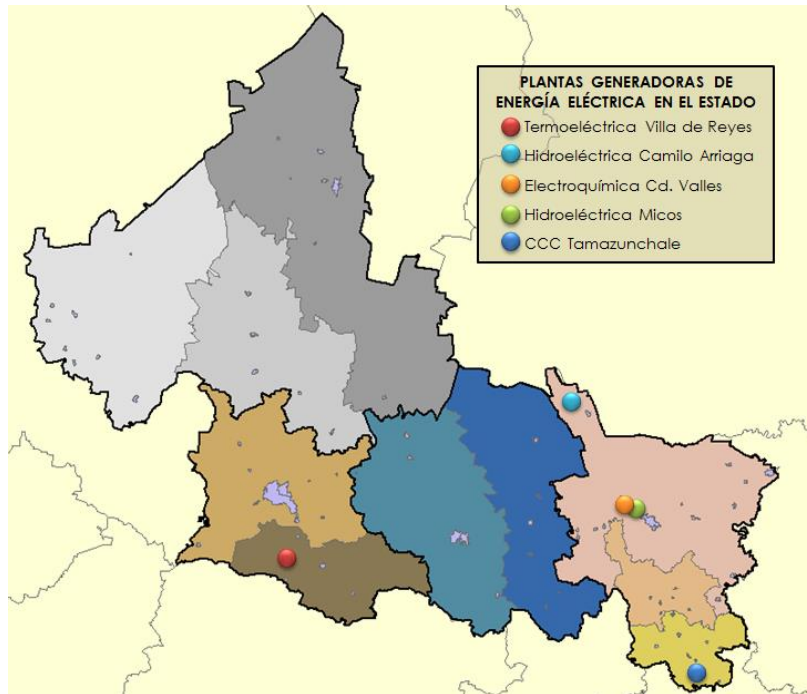 PLANTAS GENERADORAS DE
ENERGÍA ELÉCTRICA EN EL ESTADO
Termoeléctrica Villa de Reyes
Hidroeléctrica Camilo Arriaga
Electroquímica Cd. Valles
Hidroeléctrica Micos
CCC Tamazunchale